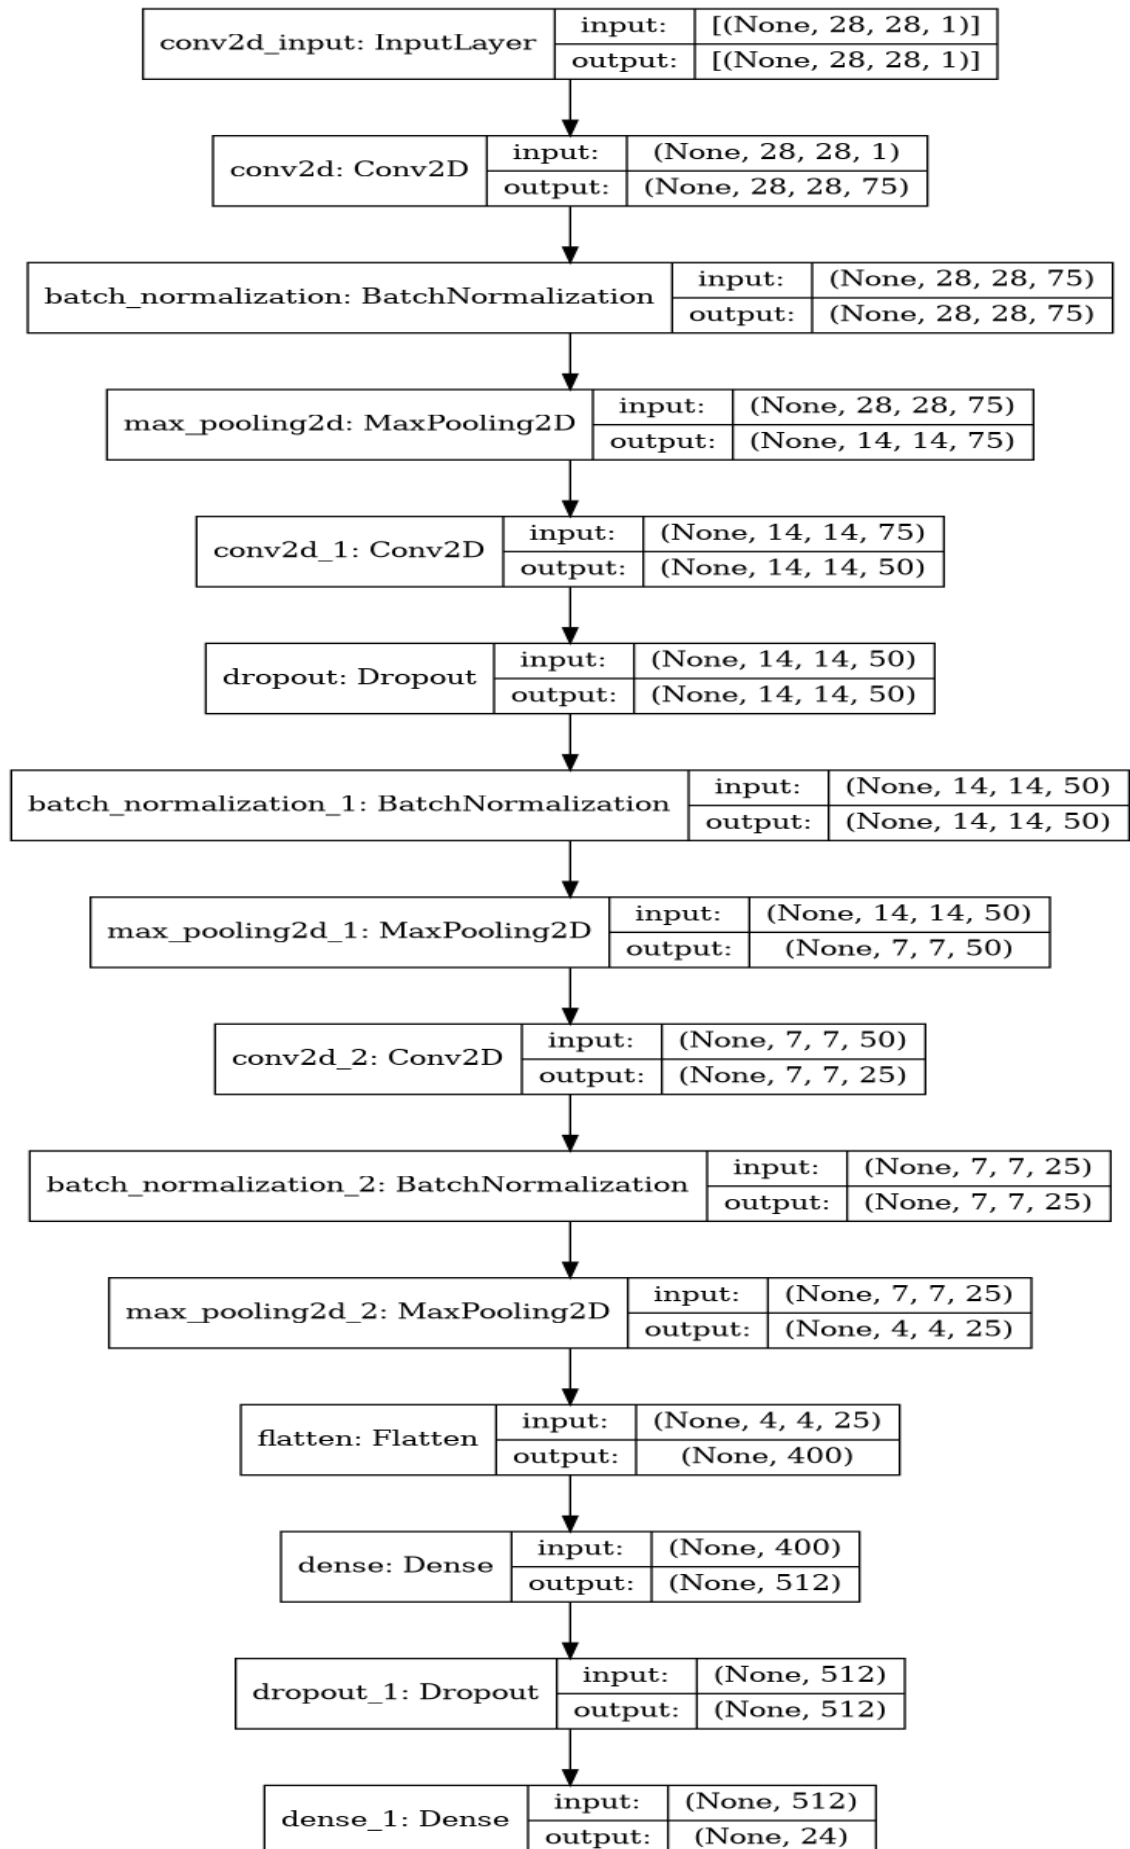 conv2d_input: InputLayer
input: [(None, 28, 28, 1)]
output: [(None, 28, 28, 1)]
conv2d: Conv2D
input: (None, 28, 28, 1)
output: (None, 28, 28, 75)
batch_normalization: BatchNormalization
input: (None, 28, 28, 75)
output: (None, 28, 28, 75)
max_pooling2d: MaxPooling2D
input: (None, 28, 28, 75)
output: (None, 14, 14, 75)
conv2d_1: Conv2D
input: (None, 14, 14, 75)
output: (None, 14, 14, 50)
dropout: Dropout
input: (None, 14, 14, 50)
output: (None, 14, 14, 50)
batch_normalization_1: BatchNormalization
input: (None, 14, 14, 50)
output: (None, 14, 14, 50)
max_pooling2d_1: MaxPooling2D
input: (None, 14, 14, 50)
output: (None, 7, 7, 50)
conv2d_2: Conv2D
input: (None, 7, 7, 50)
output: (None, 7, 7, 25)
batch_normalization_2: BatchNormalization
input: (None, 7, 7, 25)
output: (None, 7, 7, 25)
max_pooling2d_2: MaxPooling2D
input: (None, 7, 7, 25)
output: (None, 4, 4, 25)
flatten: Flatten
input: (None, 4, 4, 25)
output: (None, 400)
dense: Dense
input: (None, 400)
output: (None, 512)
dropout_1: Dropout
input: (None, 512)
output: (None, 512)
dense_1: Dense
input: (None, 512)
output: (None, 24)